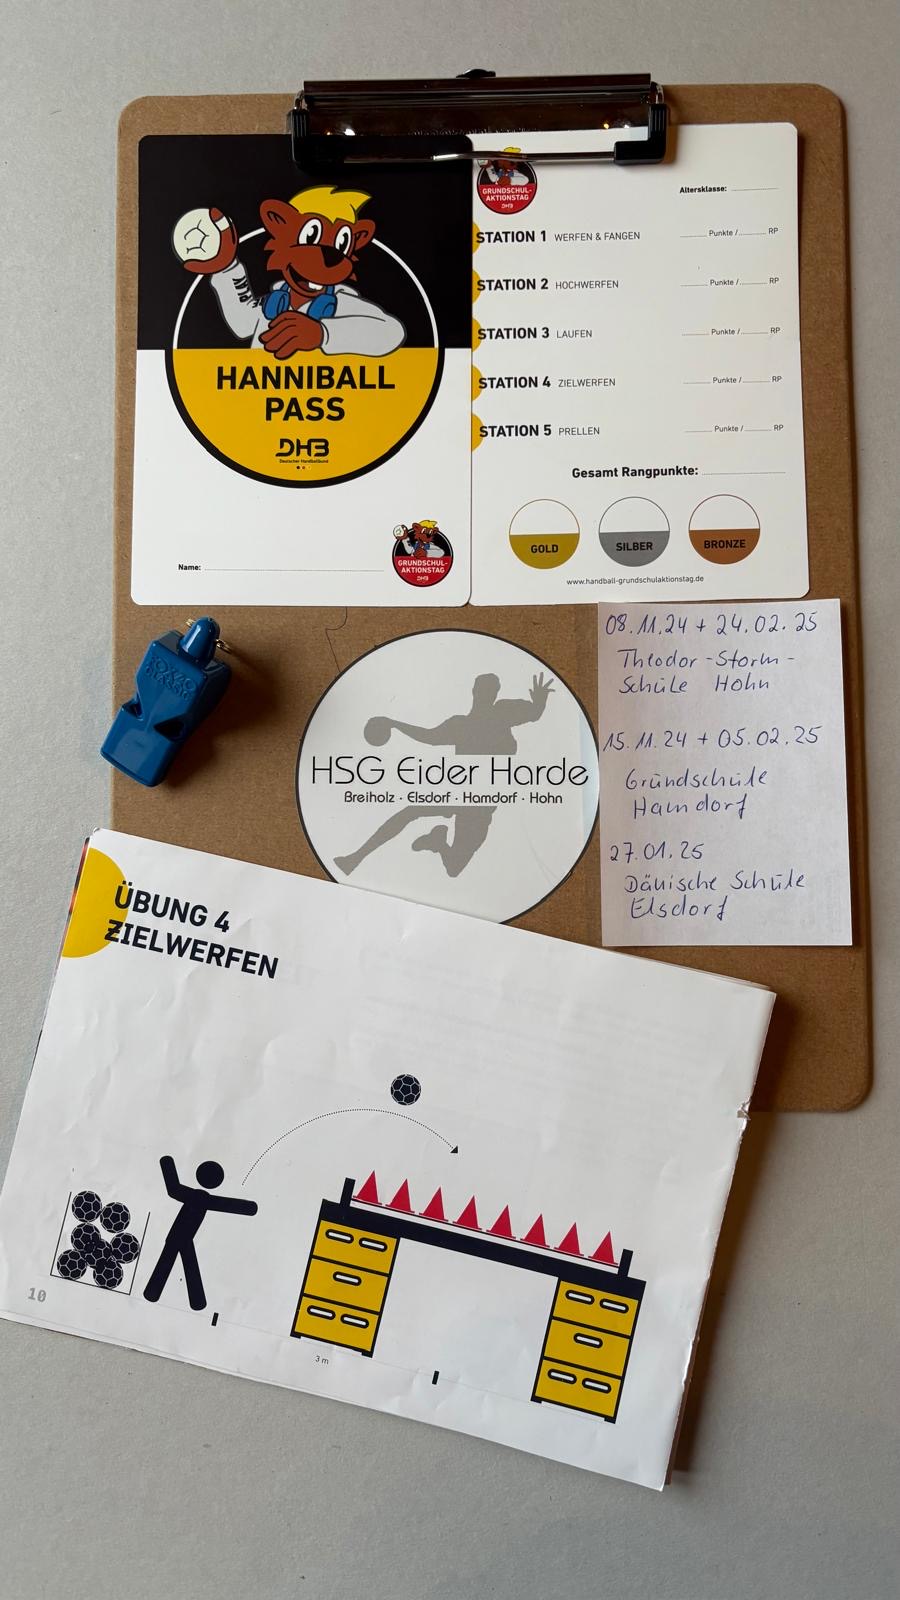 PLAY
HANNIBALL
PASS
DHB
Deutscher Handballbund
Name:
GRUNDSCHUL-
AKTIONSTAG
DHB
GRUNDSCHUL-
AKTIONSTAG
DHB
Altersklasse:
STATION 1 WERFEN & FANGEN Punkte / RP
STATION 2 HOCHWERFEN Punkte / RP
STATION 3 LAUFEN Punkte / RP
STATION 4 ZIELWERFEN Punkte / RP
STATION 5 PRELLEN Punkte / RP
Gesamt Rangpunkte:
GOLD SILBER BRONZE
www.handball-grundschulaktionstag.de
FOX 40
CLASSIC
HSG Eider Harde
Breiholz · Elsdorf · Hamdorf · Hohn
08.11.24 + 24.02.25
Theodor-Storm-
Schule Hohn
15.11.24 + 05.02.25
Grundschule
Hamdorf
27.01.25
Dänische Schule
Elsdorf
ÜBUNG 4
ZIELWERFEN
10
3 m